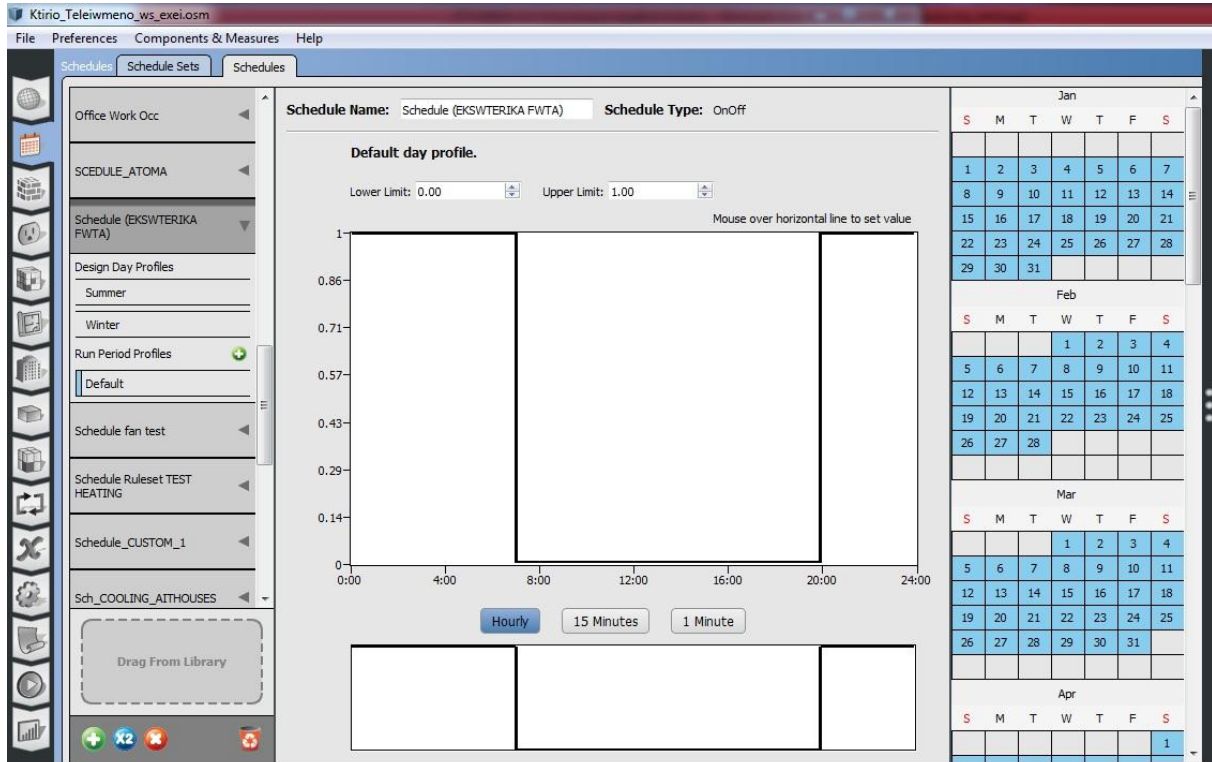 Ktirio_Teleiwmeno_ws_exei.osm
File Preferences Components & Measures Help
Schedules Schedule Sets Schedules
Office Work Occ
SCEDULE_ATOMA
Schedule (EKSWTERIKA
FWTA)
Design Day Profiles
Summer
Winter
Run Period Profiles
Default
Schedule fan test
Schedule Ruleset TEST
HEATING
Schedule_CUSTOM_1
Sch_COOLING_AITHOUSES
Drag From Library
X2
Schedule Name: Schedule (EKSWTERIKA FWTA) Schedule Type: OnOff
Default day profile.
Lower Limit: 0.00 Upper Limit: 1.00
Mouse over horizontal line to set value
1
0.86
0.71
0.57
0.43
0.29
0.14
0
0:00 4:00 8:00 12:00 16:00 20:00 24:00
Hourly 15 Minutes 1 Minute
Jan
S M T W T F S
1 2 3 4 5 6 7
8 9 10 11 12 13 14
15 16 17 18 19 20 21
22 23 24 25 26 27 28
29 30 31
Feb
S M T W T F S
1 2 3 4
5 6 7 8 9 10 11
12 13 14 15 16 17 18
19 20 21 22 23 24 25
26 27 28
Mar
S M T W T F S
1 2 3 4
5 6 7 8 9 10 11
12 13 14 15 16 17 18
19 20 21 22 23 24 25
26 27 28 29 30 31
Apr
S M T W T F S
1